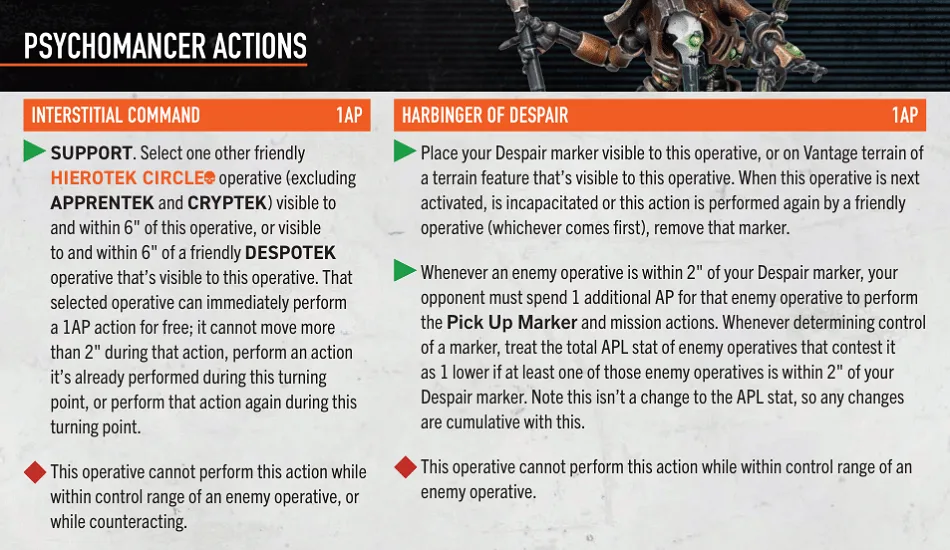 PSYCHOMANCER ACTIONS
INTERSTITIAL COMMAND 1AP
SUPPORT. Select one other friendly
HIEROTEK CIRCLE operative (excluding
APPRENTEK and CRYPTEK) visible to
and within 6" of this operative, or visible
to and within 6" of a friendly DESPOTEK
operative that's visible to this operative. That
selected operative can immediately perform
a 1AP action for free; it cannot move more
than 2" during that action, perform an action
it's already performed during this turning
point, or perform that action again during this
turning point.
This operative cannot perform this action while
within control range of an enemy operative, or
while counteracting.
HARBINGER OF DESPAIR 1AP
Place your Despair marker visible to this operative, or on Vantage terrain of
a terrain feature that's visible to this operative. When this operative is next
activated, is incapacitated or this action is performed again by a friendly
operative (whichever comes first), remove that marker.
Whenever an enemy operative is within 2" of your Despair marker, your
opponent must spend 1 additional AP for that enemy operative to perform
the Pick Up Marker and mission actions. Whenever determining control
of a marker, treat the total APL stat of enemy operatives that contest it
as 1 lower if at least one of those enemy operatives is within 2" of your
Despair marker. Note this isn't a change to the APL stat, so any changes
are cumulative with this.
This operative cannot perform this action while within control range of an
enemy operative.